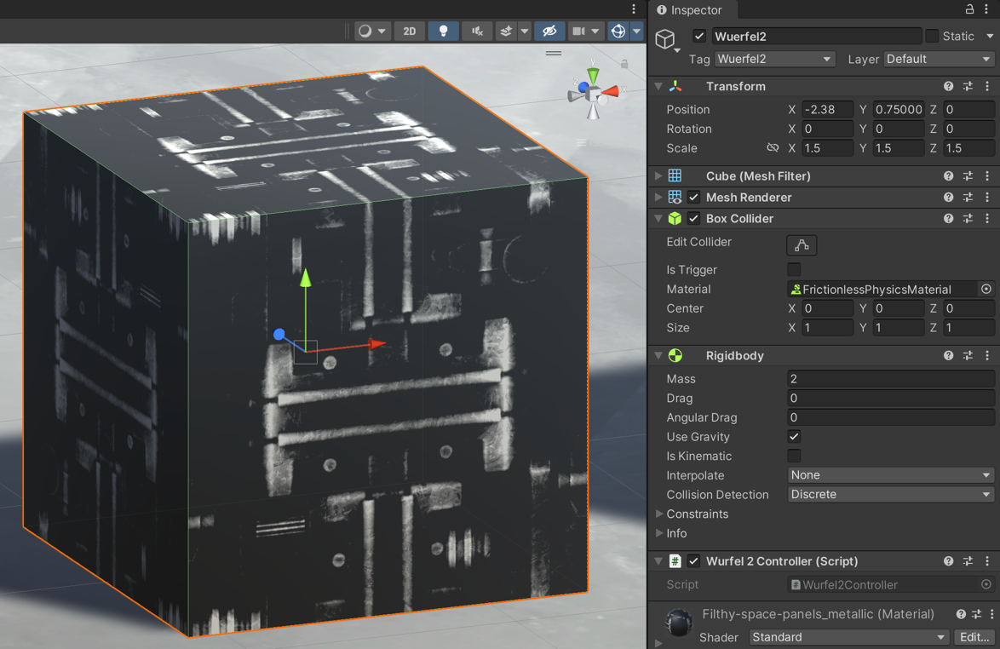 Inspector
2D
Wuerfel2 Static
Tag Wuerfel2 Layer Default
y
x
z
Transform
Position X -2.38 Y 0.75000 Z 0
Rotation X 0 Y 0 Z 0
Scale X 1.5 Y 1.5 Z 1.5
Cube (Mesh Filter)
Mesh Renderer
Box Collider
Edit Collider
Is Trigger
Material FrictionlessPhysicsMaterial
Center X 0 Y 0 Z 0
Size X 1 Y 1 Z 1
Rigidbody
Mass 2
Drag 0
Angular Drag 0
Use Gravity
Is Kinematic
Interpolate None
Collision Detection Discrete
Constraints
Info
# Wurfel 2 Controller (Script)
Script # Wurfel2Controller
Filthy-space-panels_metallic (Material)
Shader Standard Edit...